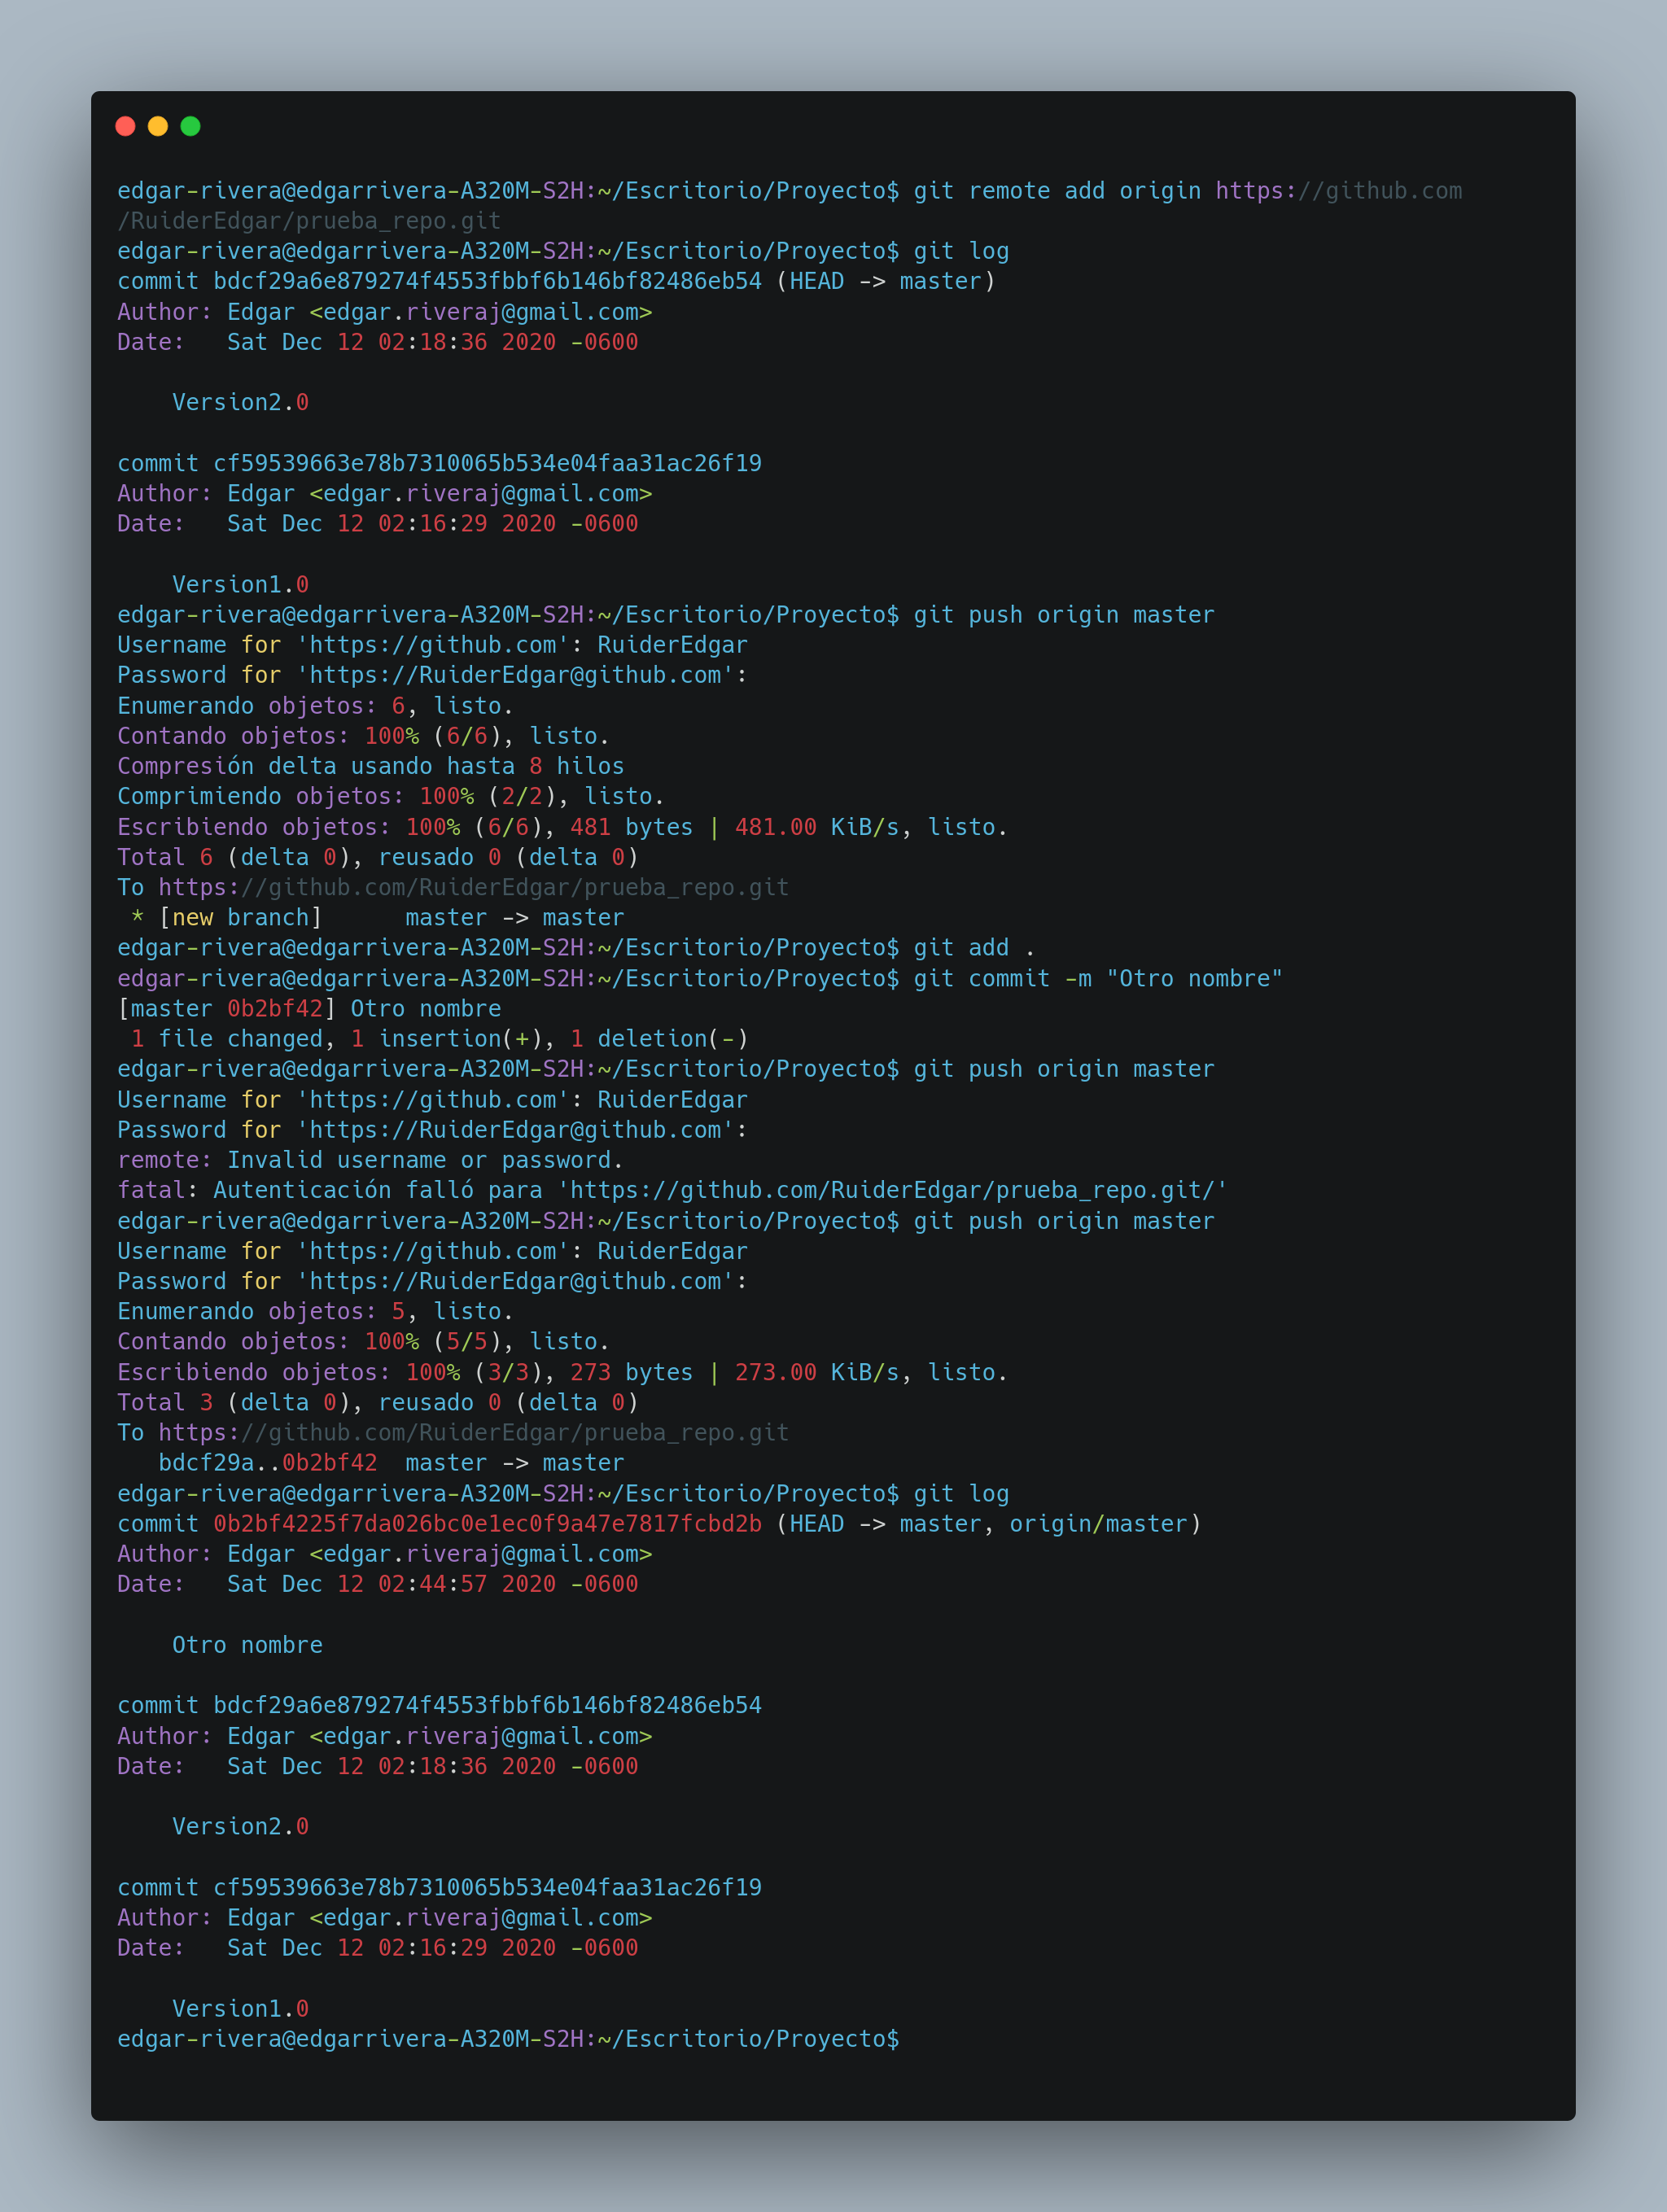 edgar-rivera@edgarrivera-A320M-S2H:~/Escritorio/Proyecto$ git remote add origin https://github.com
/RuiderEdgar/prueba_repo.git
edgar-rivera@edgarrivera-A320M-S2H:~/Escritorio/Proyecto$ git log
commit bdcf29a6e879274f4553fbbf6b146bf82486eb54 (HEAD -> master)
Author: Edgar <edgar.riveraj@gmail.com>
Date:   Sat Dec 12 02:18:36 2020 -0600

    Version2.0

commit cf59539663e78b7310065b534e04faa31ac26f19
Author: Edgar <edgar.riveraj@gmail.com>
Date:   Sat Dec 12 02:16:29 2020 -0600

    Version1.0
edgar-rivera@edgarrivera-A320M-S2H:~/Escritorio/Proyecto$ git push origin master
Username for 'https://github.com': RuiderEdgar
Password for 'https://RuiderEdgar@github.com':
Enumerando objetos: 6, listo.
Contando objetos: 100% (6/6), listo.
Compresión delta usando hasta 8 hilos
Comprimiendo objetos: 100% (2/2), listo.
Escribiendo objetos: 100% (6/6), 481 bytes | 481.00 KiB/s, listo.
Total 6 (delta 0), reusado 0 (delta 0)
To https://github.com/RuiderEdgar/prueba_repo.git
 * [new branch]      master -> master
edgar-rivera@edgarrivera-A320M-S2H:~/Escritorio/Proyecto$ git add .
edgar-rivera@edgarrivera-A320M-S2H:~/Escritorio/Proyecto$ git commit -m "Otro nombre"
[master 0b2bf42] Otro nombre
 1 file changed, 1 insertion(+), 1 deletion(-)
edgar-rivera@edgarrivera-A320M-S2H:~/Escritorio/Proyecto$ git push origin master
Username for 'https://github.com': RuiderEdgar
Password for 'https://RuiderEdgar@github.com':
remote: Invalid username or password.
fatal: Autenticación falló para 'https://github.com/RuiderEdgar/prueba_repo.git/'
edgar-rivera@edgarrivera-A320M-S2H:~/Escritorio/Proyecto$ git push origin master
Username for 'https://github.com': RuiderEdgar
Password for 'https://RuiderEdgar@github.com':
Enumerando objetos: 5, listo.
Contando objetos: 100% (5/5), listo.
Escribiendo objetos: 100% (3/3), 273 bytes | 273.00 KiB/s, listo.
Total 3 (delta 0), reusado 0 (delta 0)
To https://github.com/RuiderEdgar/prueba_repo.git
   bdcf29a..0b2bf42  master -> master
edgar-rivera@edgarrivera-A320M-S2H:~/Escritorio/Proyecto$ git log
commit 0b2bf4225f7da026bc0e1ec0f9a47e7817fcbd2b (HEAD -> master, origin/master)
Author: Edgar <edgar.riveraj@gmail.com>
Date:   Sat Dec 12 02:44:57 2020 -0600

    Otro nombre

commit bdcf29a6e879274f4553fbbf6b146bf82486eb54
Author: Edgar <edgar.riveraj@gmail.com>
Date:   Sat Dec 12 02:18:36 2020 -0600

    Version2.0

commit cf59539663e78b7310065b534e04faa31ac26f19
Author: Edgar <edgar.riveraj@gmail.com>
Date:   Sat Dec 12 02:16:29 2020 -0600

    Version1.0
edgar-rivera@edgarrivera-A320M-S2H:~/Escritorio/Proyecto$